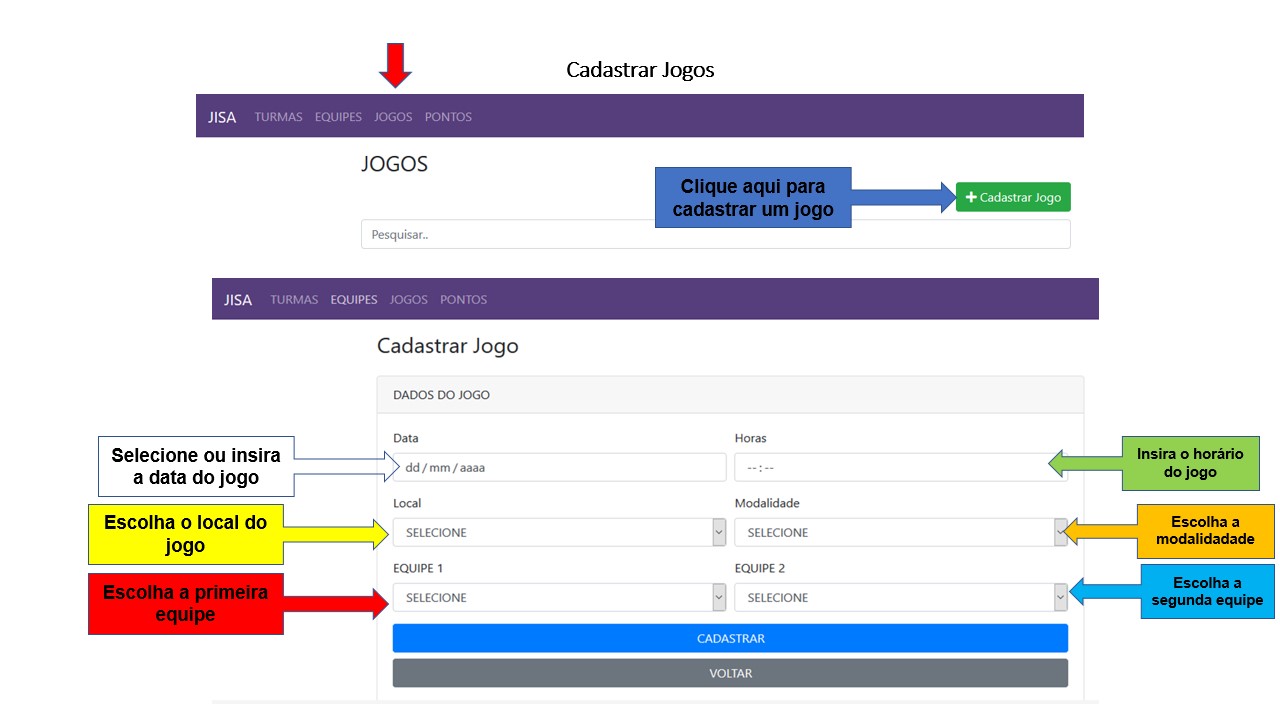 Cadastrar Jogos
JISA TURMAS EQUIPES JOGOS PONTOS
JOGOS
Clique aqui para
cadastrar um jogo
Cadastrar Jogo
Pesquisar..
JISA TURMAS EQUIPES JOGOS PONTOS
Cadastrar Jogo
DADOS DO JOGO
Data
Horas
Selecione ou insira
a data do jogo
dd / mm / aaaa
-- : --
Insira o horário
do jogo
Local
Modalidade
Escolha o local do
jogo
SELECIONE
SELECIONE
Escolha a
modalidadade
EQUIPE 1
EQUIPE 2
Escolha a primeira
equipe
SELECIONE
SELECIONE
Escolha a
segunda equipe
CADASTRAR
VOLTAR